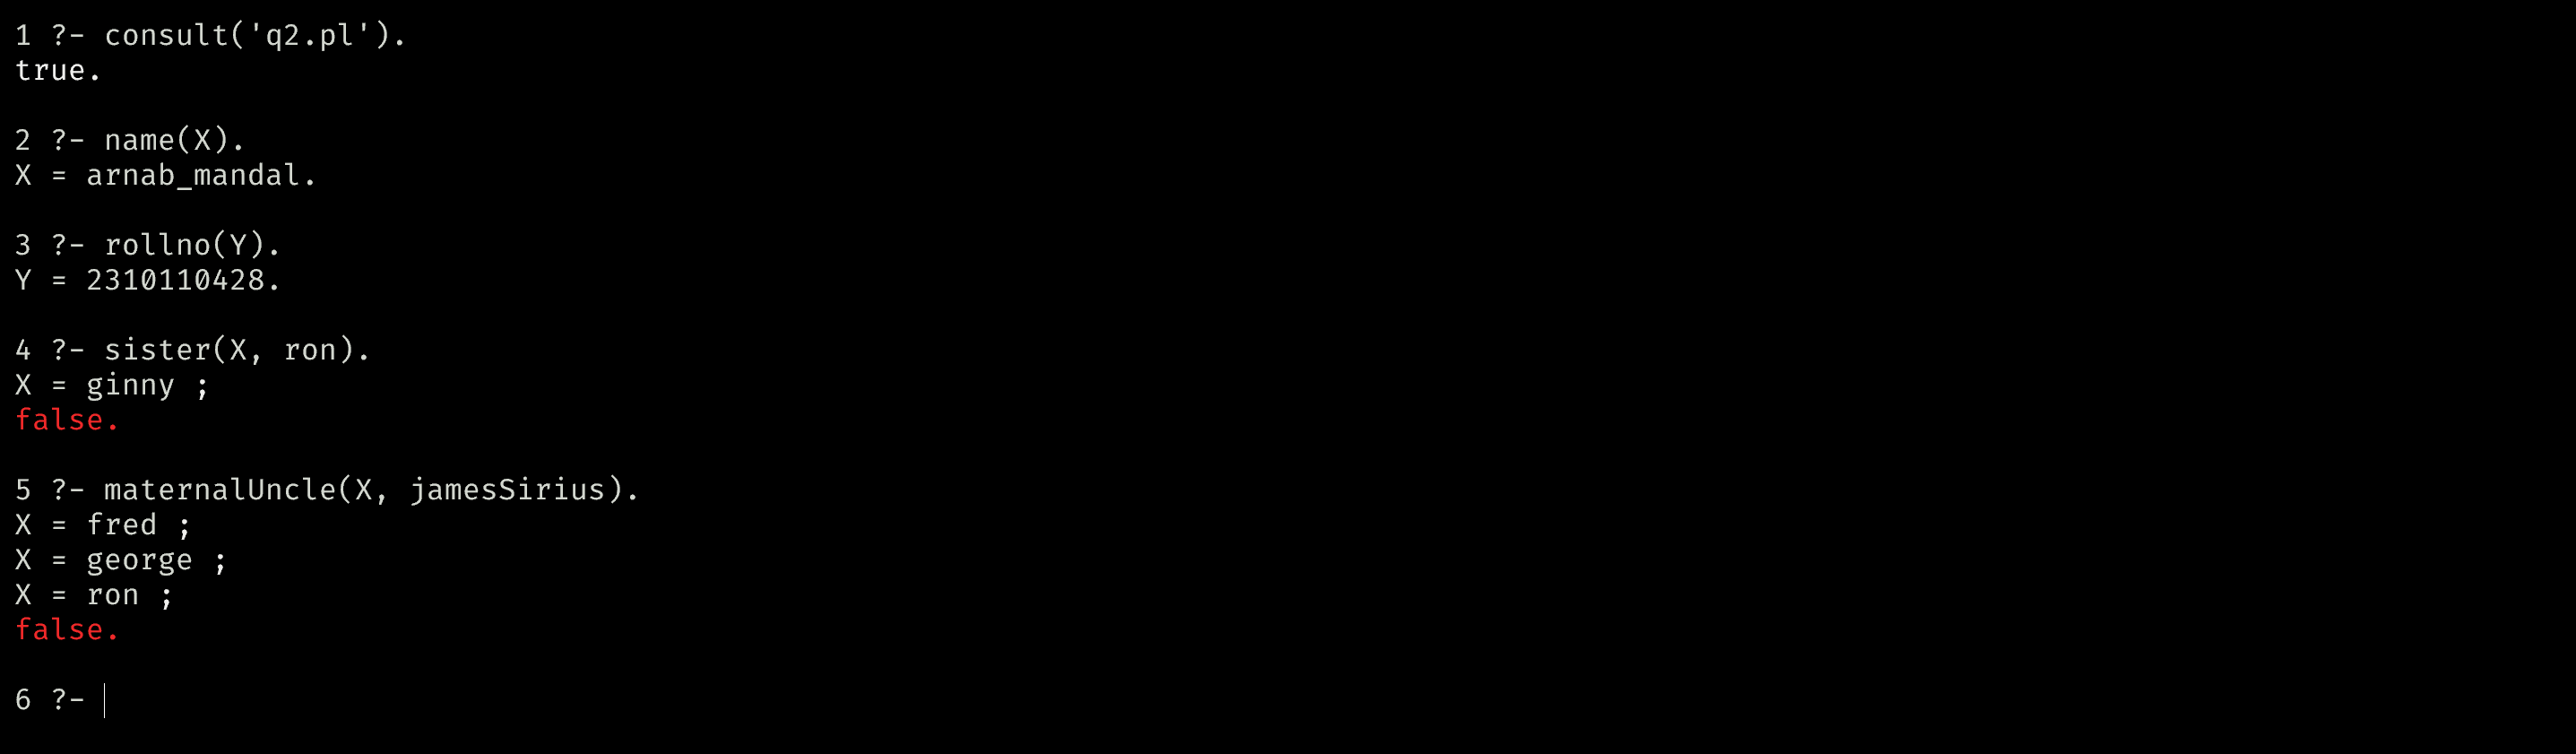 1 ?- consult('q2.pl').
true.
2 ?- name(X).
X = arnab_mandal.
3 ?- rollno(Y).
Y = 2310110428.
4 ?- sister(X, ron).
X = ginny ;
false.
5 ?- maternalUncle(X, jamesSirius).
X = fred ;
X = george ;
X = ron ;
false.
6 ?-